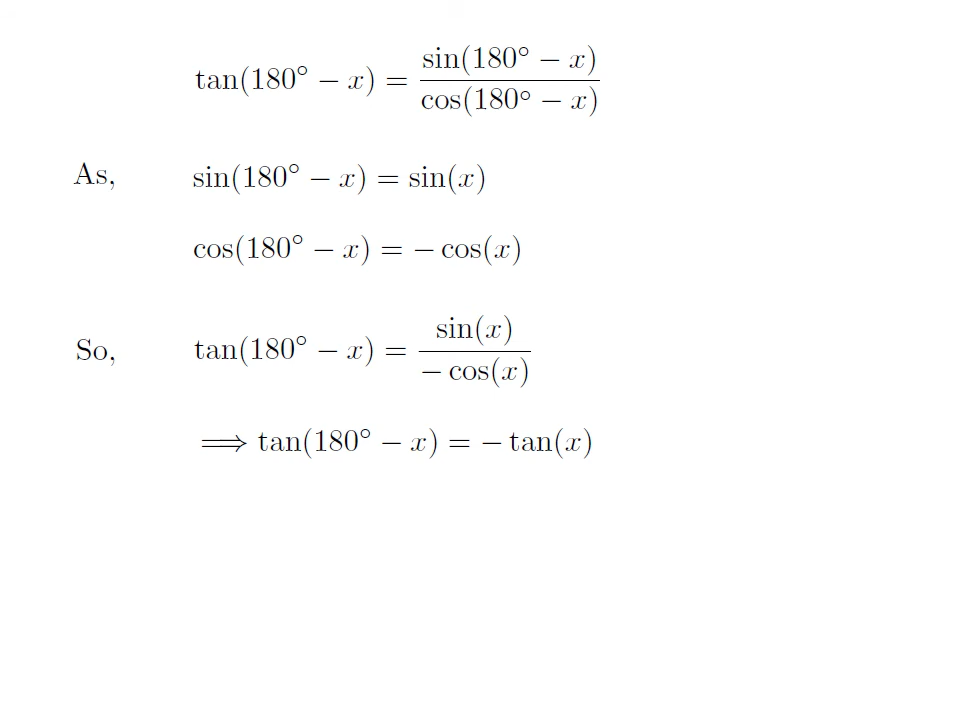 tan(180° − x) = sin(180° − x) / cos(180° − x)
As, sin(180° − x) = sin(x)
cos(180° − x) = − cos(x)
So, tan(180° − x) = sin(x) / − cos(x)
⟹ tan(180° − x) = − tan(x)